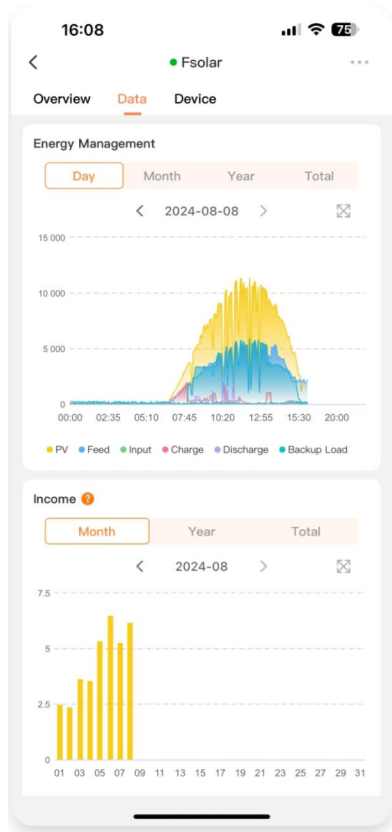 16:08
75
Fsolar
Overview Data Device
Energy Management
Day Month Year Total
2024-08-08
15 000
10 000
5 000
0
00:00 02:35 05:10 07:45 10:20 12:55 15:30 20:00
PV Feed Input Charge Discharge Backup Load
Income ?
Month Year Total
2024-08
7.5
5
2.5
0
01 03 05 07 09 11 13 15 17 19 21 23 25 27 29 31